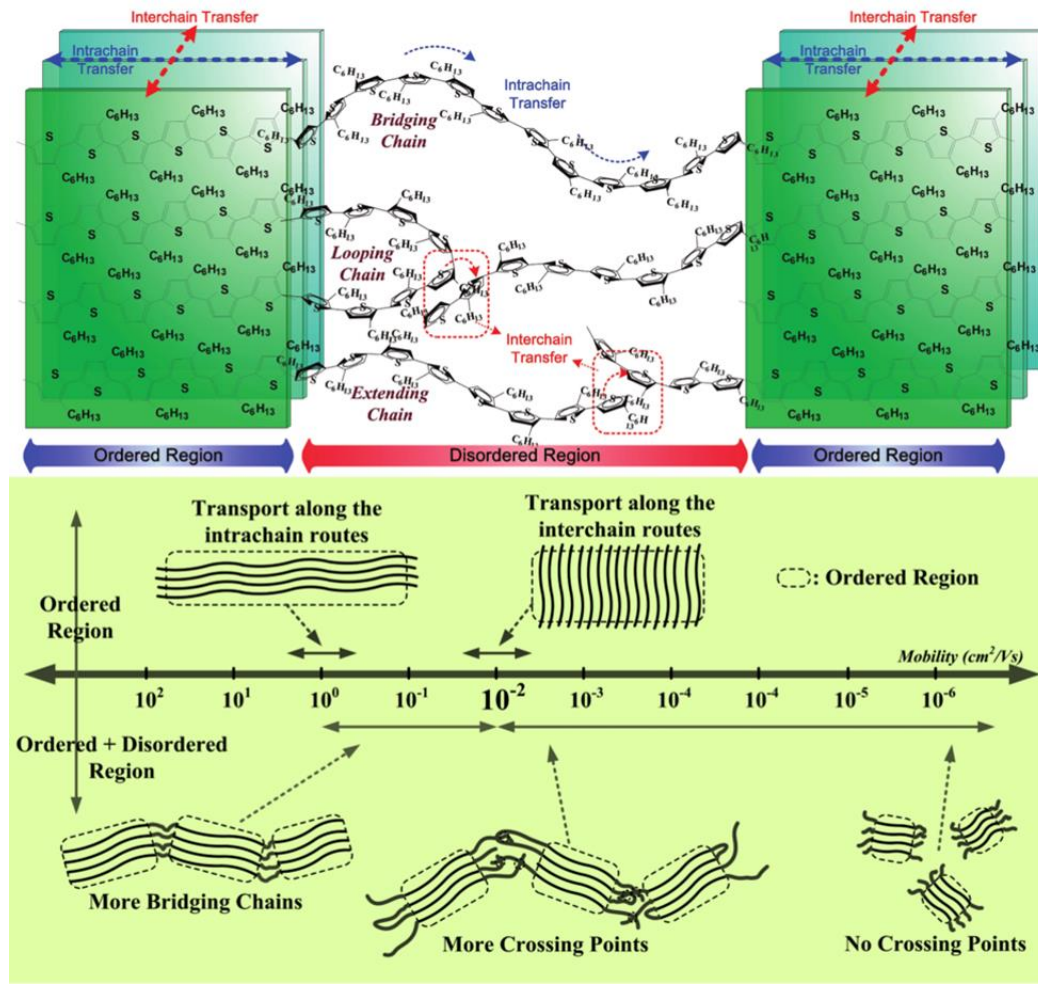 Interchain Transfer
Intrachain
Transfer
Bridging
Chain
Intrachain
Transfer
Interchain Transfer
Intrachain
Transfer
Looping
Chain
Interchain
Transfer
Extending
Chain
C₆H₁₃
S
Ordered Region
Disordered Region
Ordered Region
Transport along the
intrachain routes
Transport along the
interchain routes
: Ordered Region
Ordered
Region
Mobility (cm²/Vs)
10² 10¹ 10⁰ 10⁻¹ 10⁻² 10⁻³ 10⁻⁴ 10⁻⁴ 10⁻⁵ 10⁻⁶
Ordered + Disordered
Region
More Bridging Chains
More Crossing Points
No Crossing Points